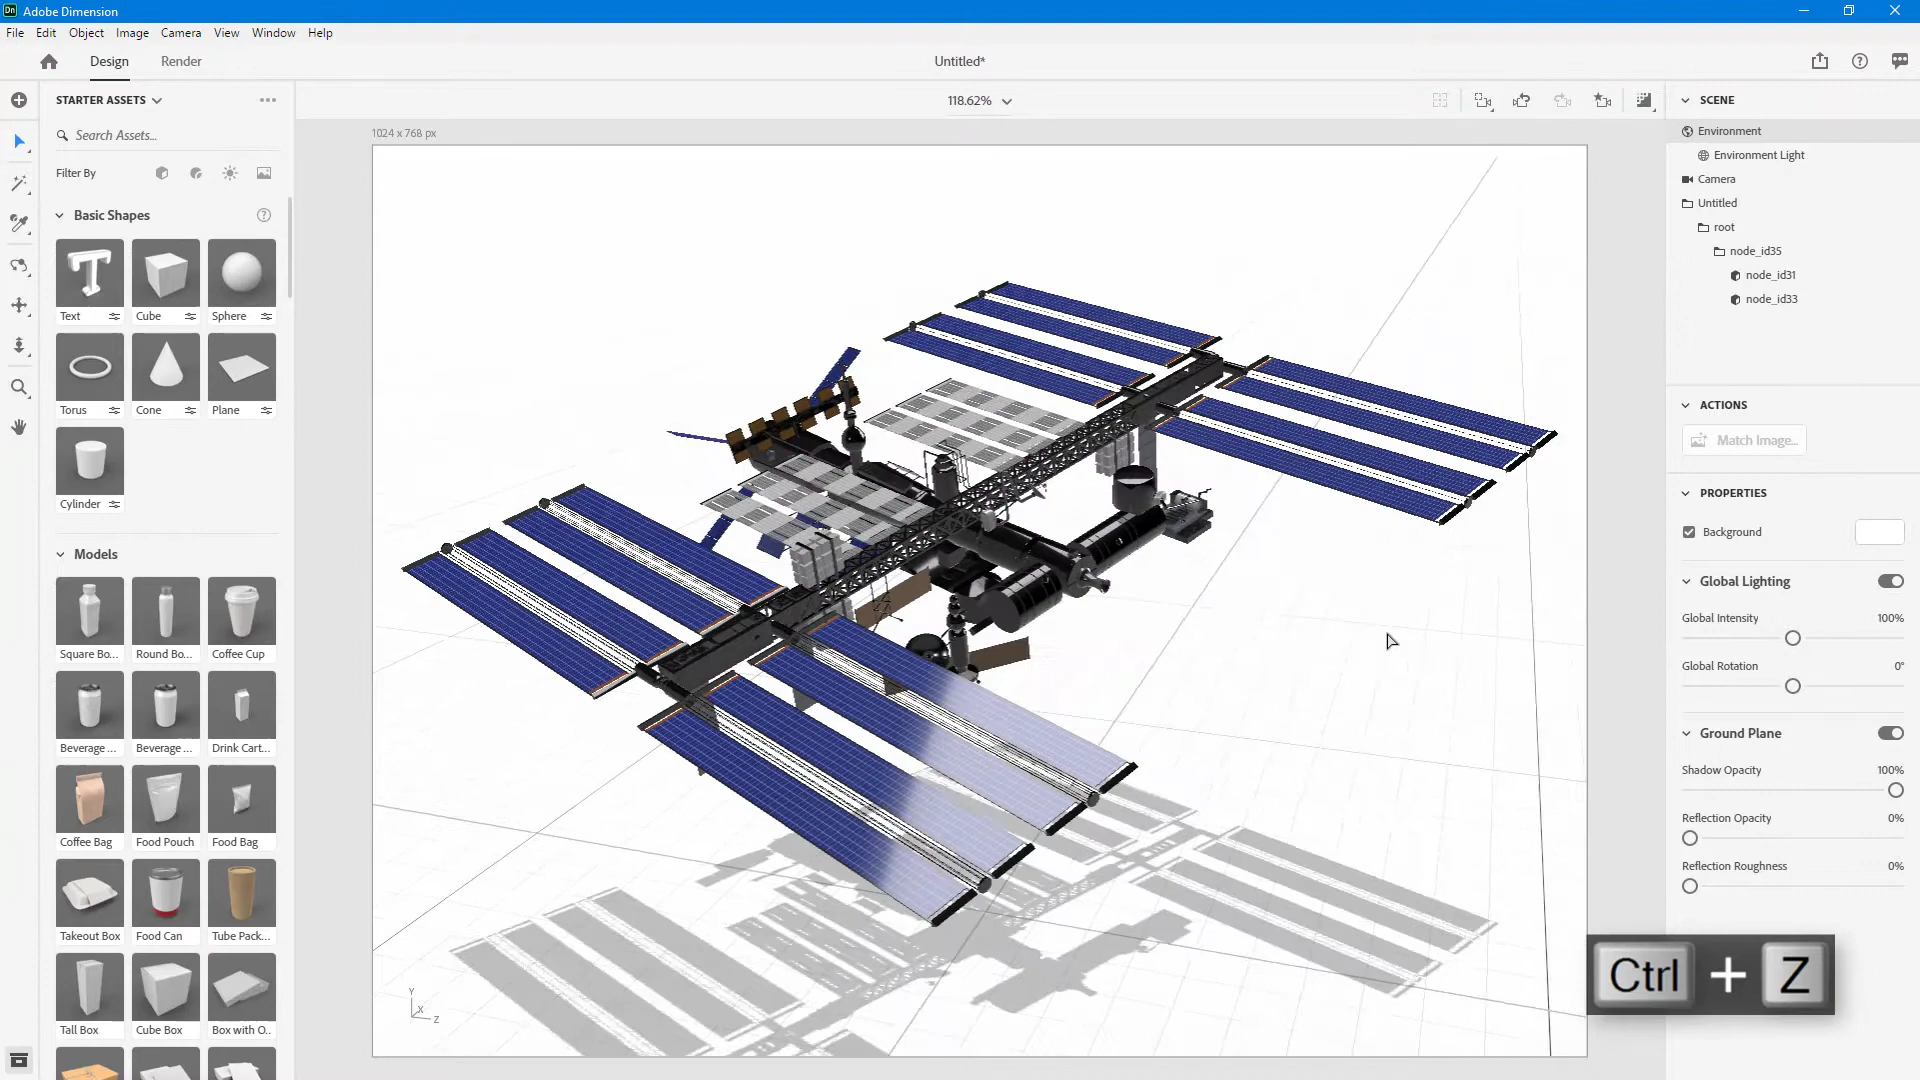 Dn Adobe Dimension
File Edit Object Image Camera View Window Help
Design Render Untitled*
STARTER ASSETS
118.62%
SCENE
Search Assets...
1024 x 768 px
Environment
Environment Light
Filter By
Camera
Untitled
Basic Shapes
root
node_id35
node_id31
node_id33
Text Cube Sphere
Torus Cone Plane
ACTIONS
Match Image...
Cylinder
PROPERTIES
Background
Models
Global Lighting
Global Intensity 100%
Square Bo... Round Bo... Coffee Cup
Global Rotation 0°
Ground Plane
Beverage ... Beverage ... Drink Cart...
Shadow Opacity 100%
Reflection Opacity 0%
Coffee Bag Food Pouch Food Bag
Reflection Roughness 0%
Takeout Box Food Can Tube Pack...
Ctrl + Z
Y
X
Z
Tall Box Cube Box Box with O..